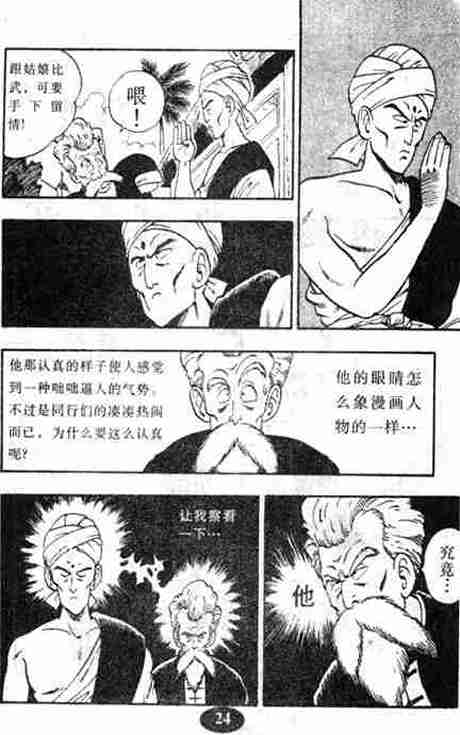 喂!
跟姑娘比
武,可要
手下留
情!
他的眼睛怎
么象漫画人
物的一样…
他那认真的样子使人感觉
到一种咄咄逼人的气势。
不过是同行们的凑凑热闹
而已，为什么要这么认真
呢?
究竟…
他
让我察看
一下…
24